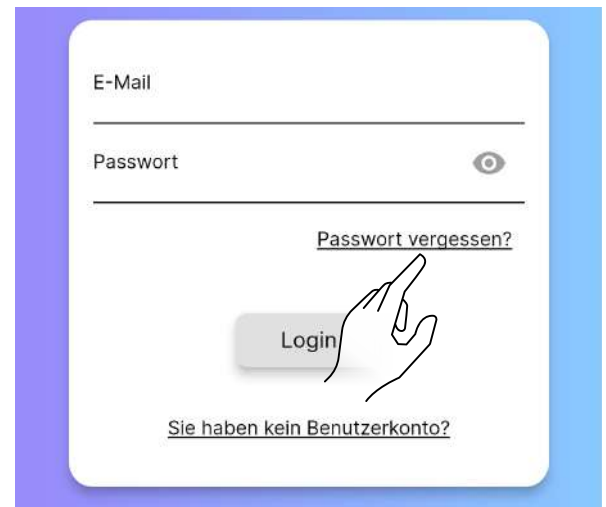 E-Mail
Passwort
Passwort vergessen?
Login
Sie haben kein Benutzerkonto?